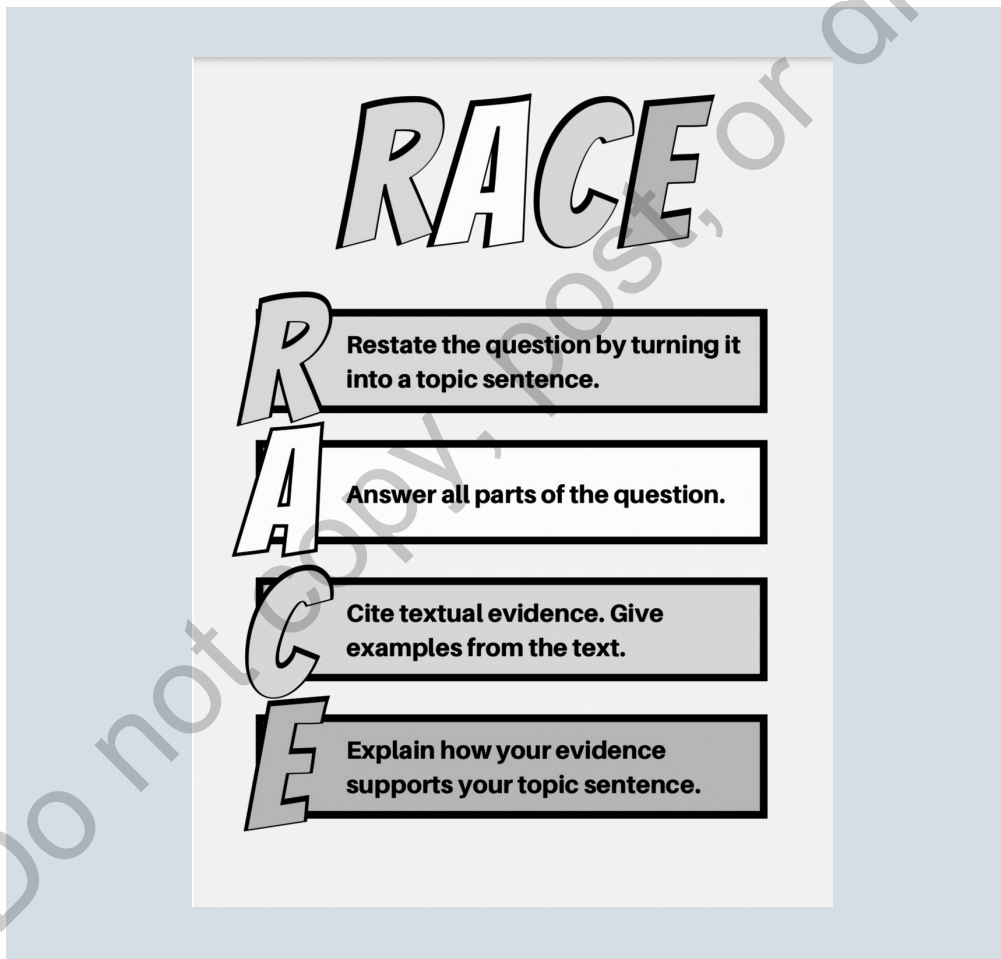 RACE
R
Restate the question by turning it
into a topic sentence.
A
Answer all parts of the question.
C
Cite textual evidence. Give
examples from the text.
E
Explain how your evidence
supports your topic sentence.
Do not copy, post, or